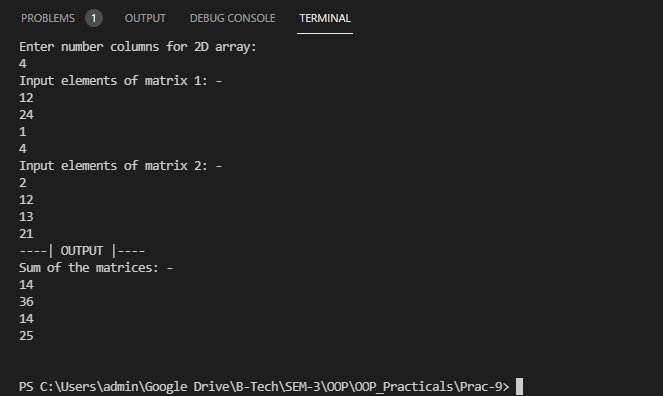 PROBLEMS 1 OUTPUT DEBUG CONSOLE TERMINAL
Enter number columns for 2D array:
4
Input elements of matrix 1: -
12
24
1
4
Input elements of matrix 2: -
2
12
13
21
----| OUTPUT |----
Sum of the matrices: -
14
36
14
25
PS C:\Users\admin\Google Drive\B-Tech\SEM-3\OOP\OOP_Practicals\Prac-9>